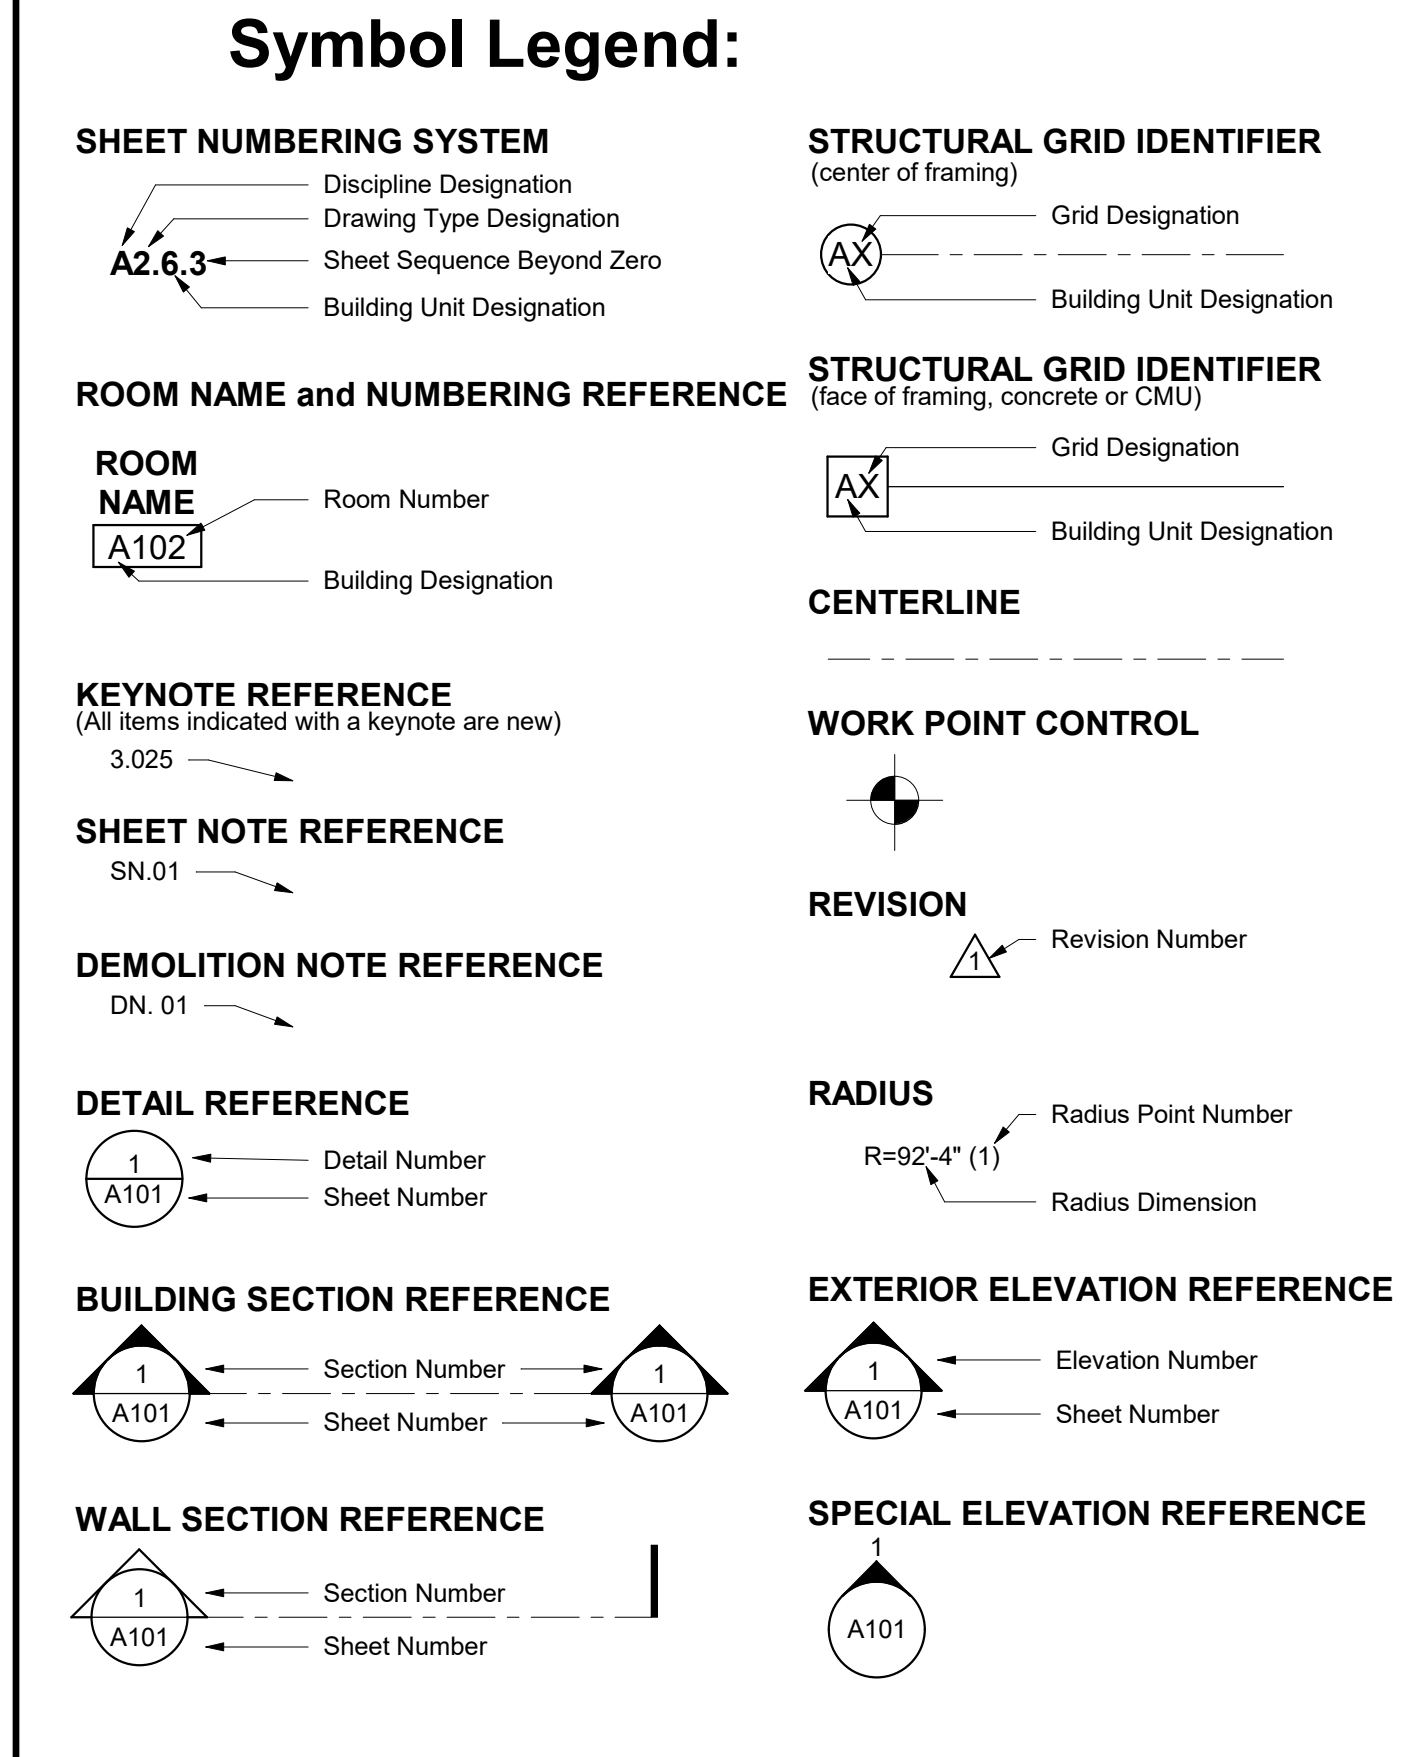 Symbol Legend:
SHEET NUMBERING SYSTEM
Discipline Designation
Drawing Type Designation
A2.6.3
Sheet Sequence Beyond Zero
Building Unit Designation
ROOM NAME and NUMBERING REFERENCE
ROOM
NAME
Room Number
A102
Building Designation
KEYNOTE REFERENCE
(All items indicated with a keynote are new)
3.025
SHEET NOTE REFERENCE
SN.01
DEMOLITION NOTE REFERENCE
DN. 01
DETAIL REFERENCE
1
Detail Number
A101
Sheet Number
BUILDING SECTION REFERENCE
1
Section Number
1
A101
Sheet Number
A101
WALL SECTION REFERENCE
1
Section Number
A101
Sheet Number
STRUCTURAL GRID IDENTIFIER
(center of framing)
Grid Designation
AX
Building Unit Designation
STRUCTURAL GRID IDENTIFIER
(face of framing, concrete or CMU)
Grid Designation
AX
Building Unit Designation
CENTERLINE
WORK POINT CONTROL
REVISION
Revision Number
1
RADIUS
Radius Point Number
R=92'-4" (1)
Radius Dimension
EXTERIOR ELEVATION REFERENCE
1
Elevation Number
A101
Sheet Number
SPECIAL ELEVATION REFERENCE
1
A101